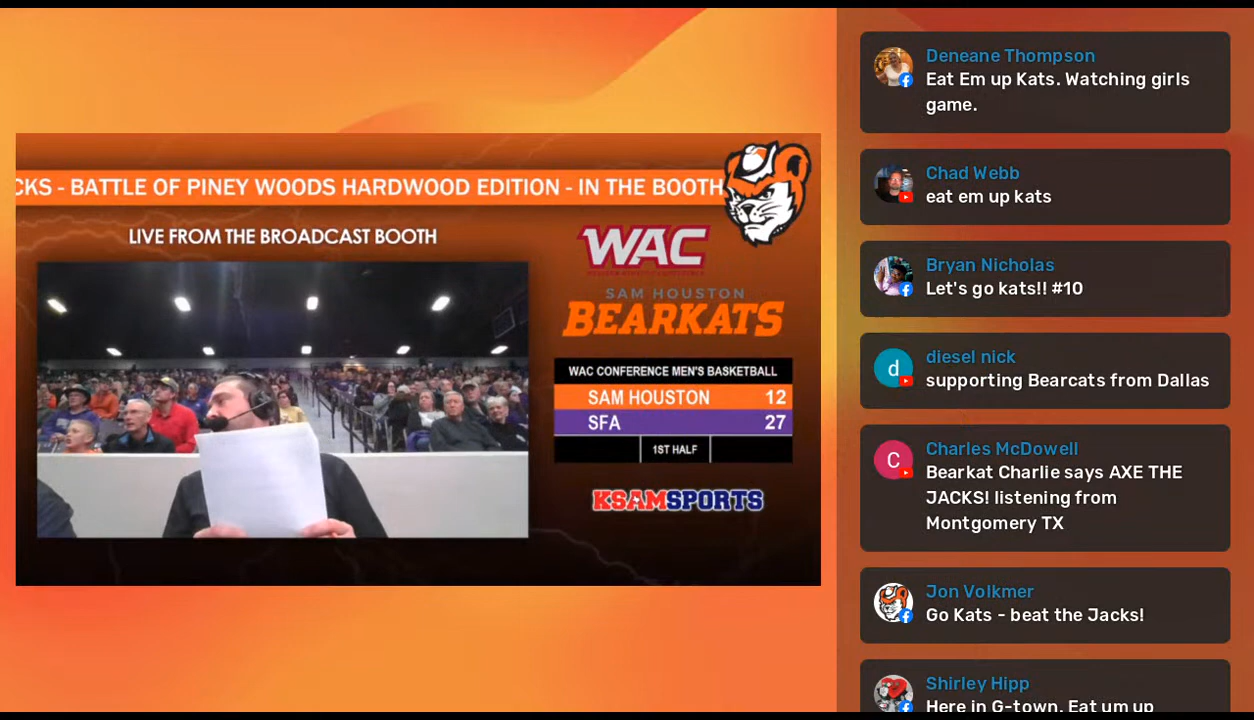 CKS - BATTLE OF PINEY WOODS HARDWOOD EDITION - IN THE BOOTH
LIVE FROM THE BROADCAST BOOTH
WAC
SAM HOUSTON
BEARKATS
WAC CONFERENCE MEN'S BASKETBALL
SAM HOUSTON 12
SFA 27
1ST HALF
KSAMSPORTS
Deneane Thompson
Eat Em up Kats. Watching girls
game.
Chad Webb
eat em up kats
Bryan Nicholas
Let's go kats!! #10
d
diesel nick
supporting Bearcats from Dallas
C
Charles McDowell
Bearkat Charlie says AXE THE
JACKS! listening from
Montgomery TX
Jon Volkmer
Go Kats - beat the Jacks!
Shirley Hipp
Here in G-town. Eat um up